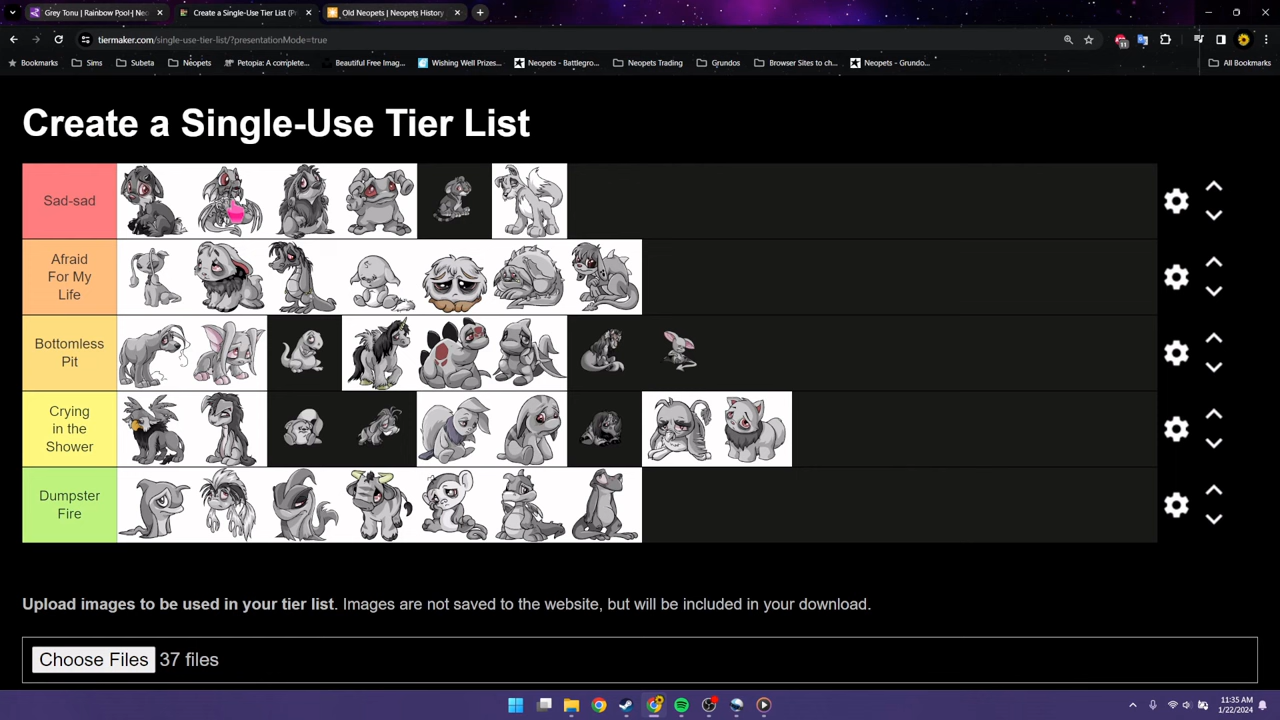 Grey Tonu | Rainbow Pool | Neo
Create a Single-Use Tier List (Pr
Old Neopets | Neopets History
tiermaker.com/single-use-tier-list/?presentationMode=true
11
Bookmarks
Sims
Subeta
Neopets
Petopia: A complete...
Beautiful Free Imag...
Wishing Well Prizes...
Neopets - Battlegro...
Neopets Trading
Grundos
Browser Sites to ch...
Neopets - Grundo...
All Bookmarks
Create a Single-Use Tier List
Sad-sad
Afraid
For My
Life
Bottomless
Pit
Crying
in the
Shower
Dumpster
Fire
Upload images to be used in your tier list. Images are not saved to the website, but will be included in your download.
Choose Files 37 files
11:35 AM
1/22/2024